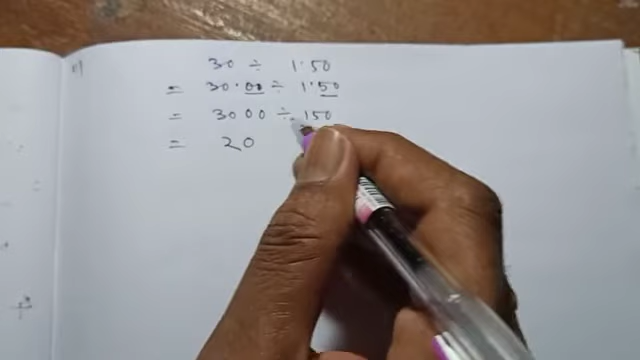 30 ÷ 1.50
= 30.00 ÷ 1.50
= 3000 ÷ 150
= 20